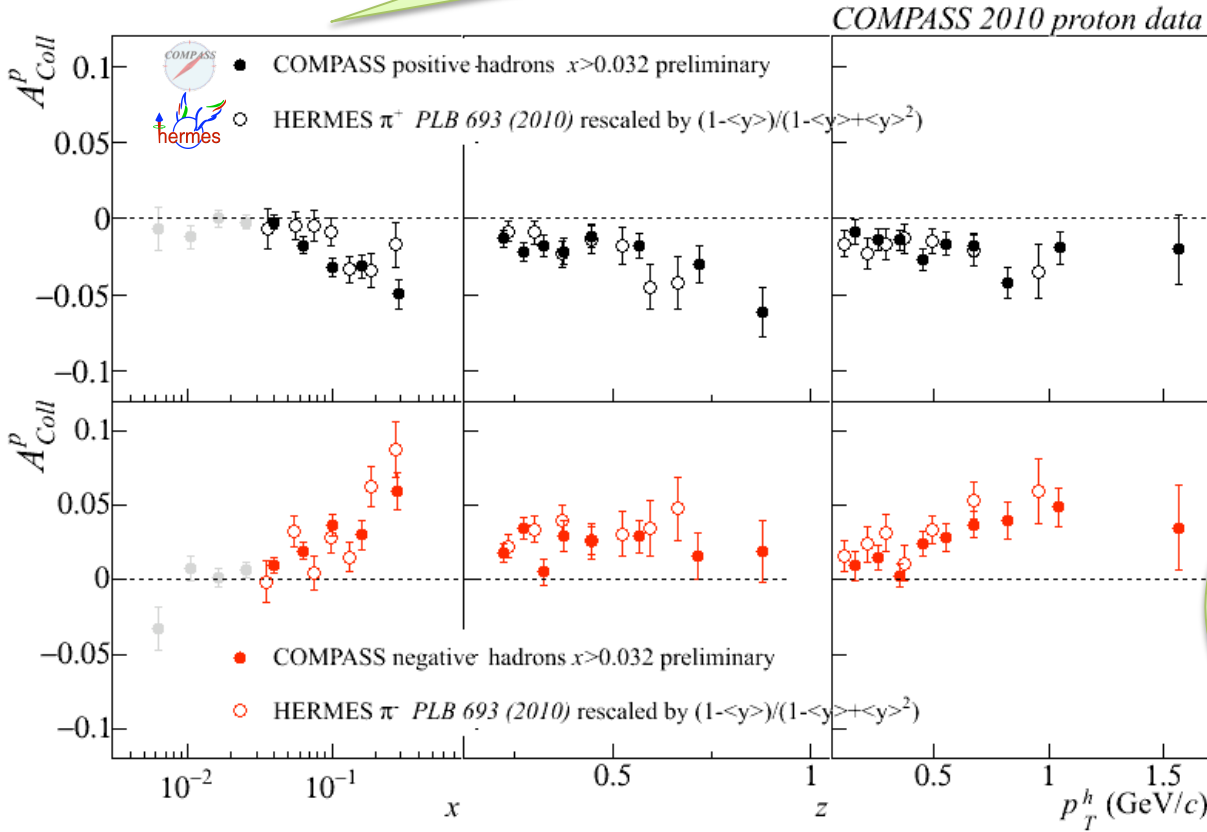 COMPASS 2010 proton data
A^p_Coll
0.1
0.05
0
−0.05
−0.1
COMPASS
hermes
COMPASS positive hadrons x>0.032 preliminary
HERMES π⁺ PLB 693 (2010) rescaled by (1-<y>)/(1-<y>+<y>²)
A^p_Coll
0.1
0.05
0
−0.05
−0.1
COMPASS negative hadrons x>0.032 preliminary
HERMES π⁻ PLB 693 (2010) rescaled by (1-<y>)/(1-<y>+<y>²)
10⁻² 10⁻¹ 0.5 1 0.5 1 1.5
x z p_T^h (GeV/c)